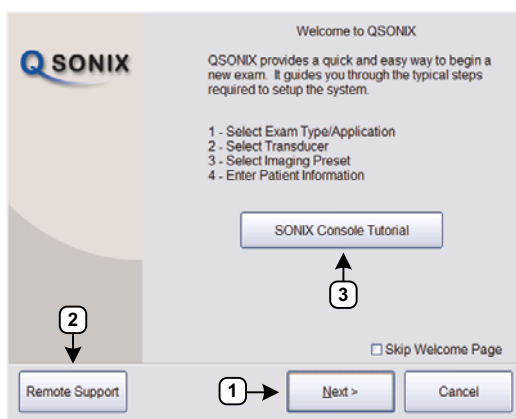 Welcome to QSONIX
Q SONIX
QSONIX provides a quick and easy way to begin a
new exam. It guides you through the typical steps
required to setup the system.
1 - Select Exam Type/Application
2 - Select Transducer
3 - Select Imaging Preset
4 - Enter Patient Information
SONIX Console Tutorial
3
2
Skip Welcome Page
Remote Support
1
Next >
Cancel